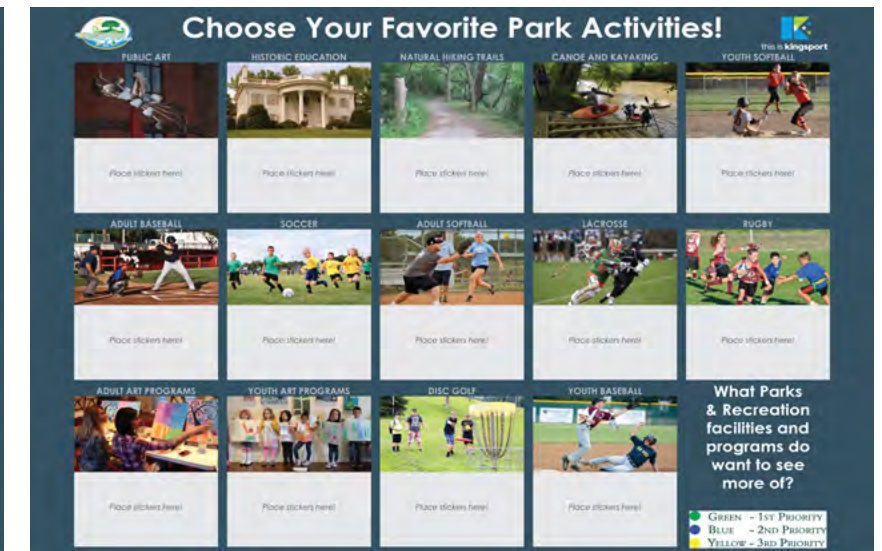 Choose Your Favorite Park Activities!
this is kingsport
PUBLIC ART
HISTORIC EDUCATION
NATURAL HIKING TRAILS
CANOE AND KAYAKING
YOUTH SOFTBALL
Place stickers here!
Place stickers here!
Place stickers here!
Place stickers here!
Place stickers here!
ADULT BASEBALL
SOCCER
ADULT SOFTBALL
LACROSSE
RUGBY
Place stickers here!
Place stickers here!
Place stickers here!
Place stickers here!
Place stickers here!
ADULT ART PROGRAMS
YOUTH ART PROGRAMS
DISC GOLF
YOUTH BASEBALL
Place stickers here!
Place stickers here!
Place stickers here!
Place stickers here!
What Parks
& Recreation
facilities and
programs do
want to see
more of?
GREEN - 1ST PRIORITY
BLUE - 2ND PRIORITY
YELLOW - 3RD PRIORITY